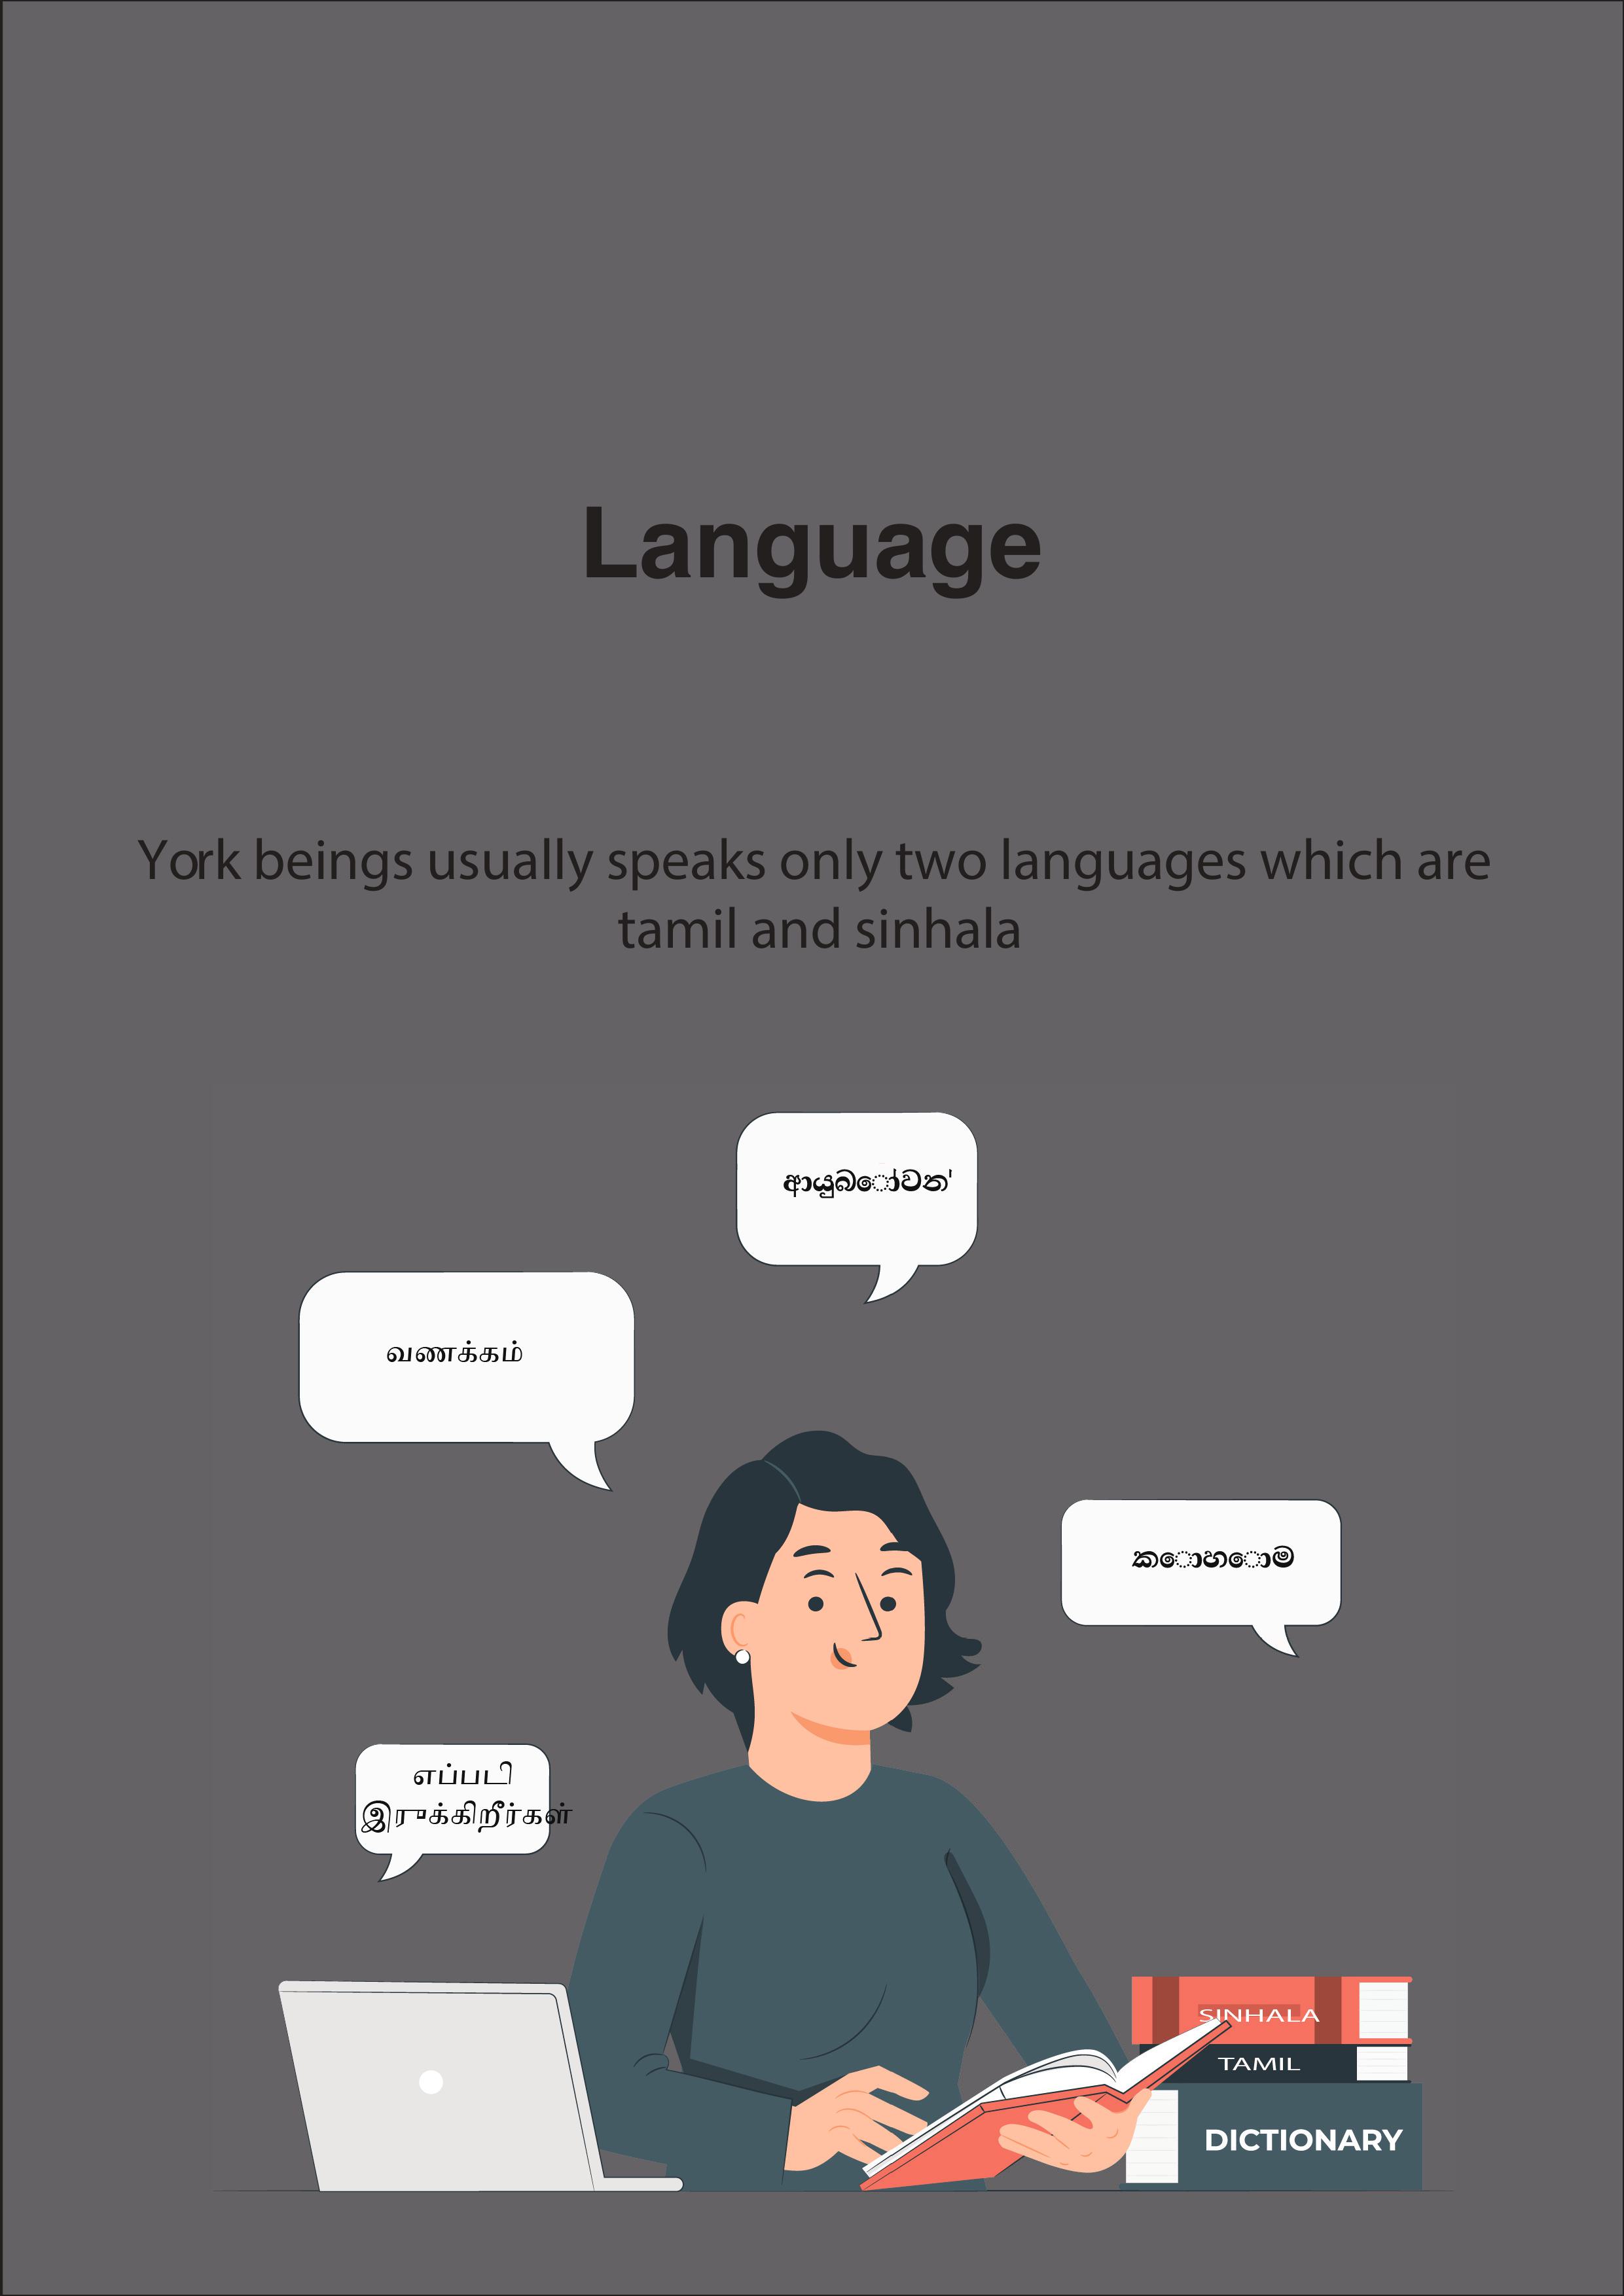 Language
York beings usually speaks only two languages which are
tamil and sinhala
ආයුබෝවන්
வணக்கம்
කොහොම
எப்படி
இருக்கிறீர்கள்
SINHALA
TAMIL
DICTIONARY